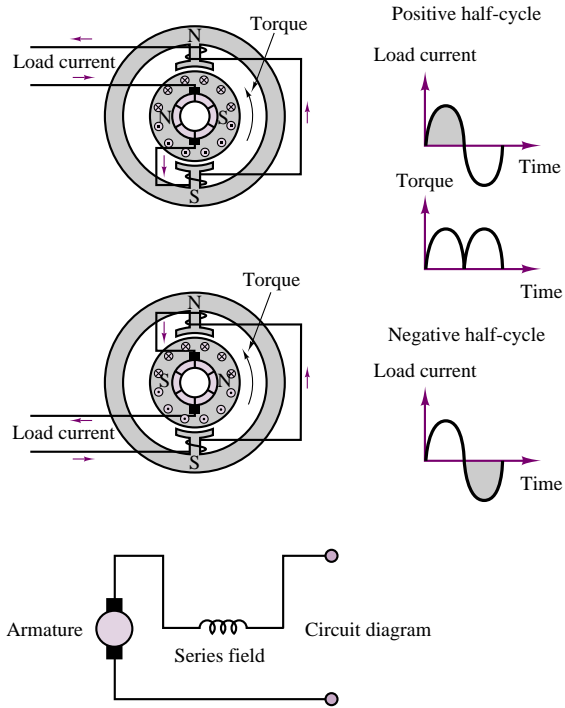 Positive half-cycle
N
Torque
Load current
Load current
N S
Time
S
Torque
Time
Torque
N
Negative half-cycle
Load current
S N
Load current
S
Time
Armature
Series field
Circuit diagram